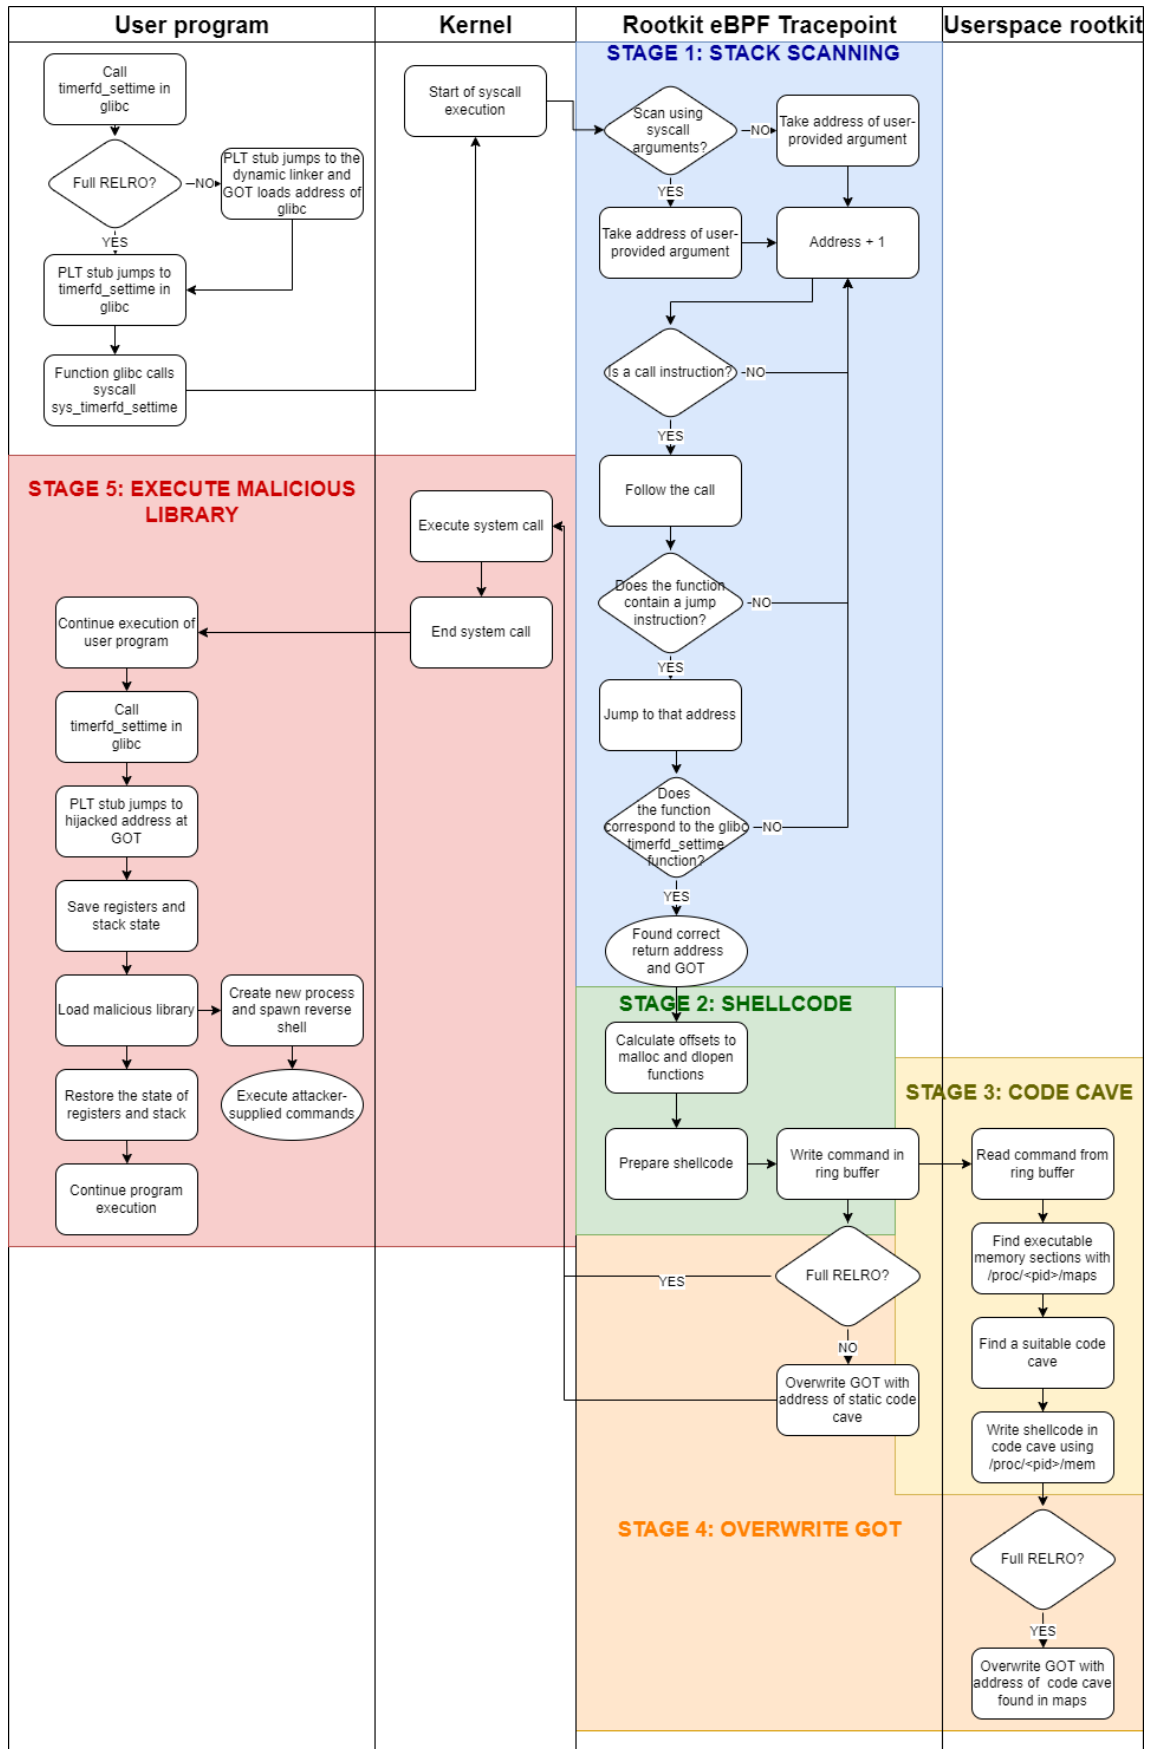 User program
Kernel
Rootkit eBPF Tracepoint
Userspace rootkit
STAGE 1: STACK SCANNING
Call
timerfd_settime in
glibc
Full RELRO?
NO
PLT stub jumps to the
dynamic linker and
GOT loads address of
glibc
YES
PLT stub jumps to
timerfd_settime in
glibc
Function glibc calls
syscall
sys_timerfd_settime
Start of syscall
execution
Scan using
syscall
arguments?
NO
Take address of user-
provided argument
YES
Take address of user-
provided argument
Address + 1
Is a call instruction?
NO
YES
Follow the call
Does the function
contain a jump
instruction?
NO
YES
Jump to that address
Does
the function
correspond to the glibc
timerfd_settime
function?
NO
YES
Found correct
return address
and GOT
STAGE 5: EXECUTE MALICIOUS
LIBRARY
Execute system call
End system call
Continue execution of
user program
Call
timerfd_settime in
glibc
PLT stub jumps to
hijacked address at
GOT
Save registers and
stack state
Load malicious library
Create new process
and spawn reverse
shell
Restore the state of
registers and stack
Execute attacker-
supplied commands
Continue program
execution
STAGE 2: SHELLCODE
Calculate offsets to
malloc and dlopen
functions
Prepare shellcode
Write command in
ring buffer
STAGE 3: CODE CAVE
Read command from
ring buffer
Find executable
memory sections with
/proc/<pid>/maps
Find a suitable code
cave
Write shellcode in
code cave using
/proc/<pid>/mem
Full RELRO?
YES
NO
Overwrite GOT with
address of static code
cave
STAGE 4: OVERWRITE GOT
Full RELRO?
YES
Overwrite GOT with
address of code cave
found in maps